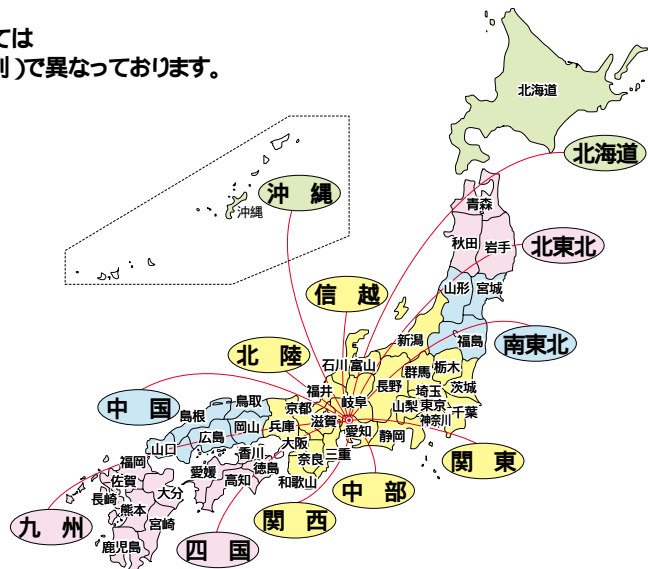 ては
別)で異なっております。
北海道
北海道
沖 縄
沖縄
青森
秋田
岩手
北東北
信 越
山形
宮城
新潟
福島
南東北
北 陸
石川
富山
群馬
栃木
福井
長野
埼玉
茨城
中 国
鳥取
島根
京都
岐阜
山梨
東京
千葉
神奈川
兵庫
滋賀
岡山
広島
愛知
静岡
山口
大阪
香川
福岡
奈良
三重
関 東
佐賀
愛媛
徳島
高知
和歌山
中 部
長崎
大分
熊本
宮崎
九 州
関 西
四 国
鹿児島